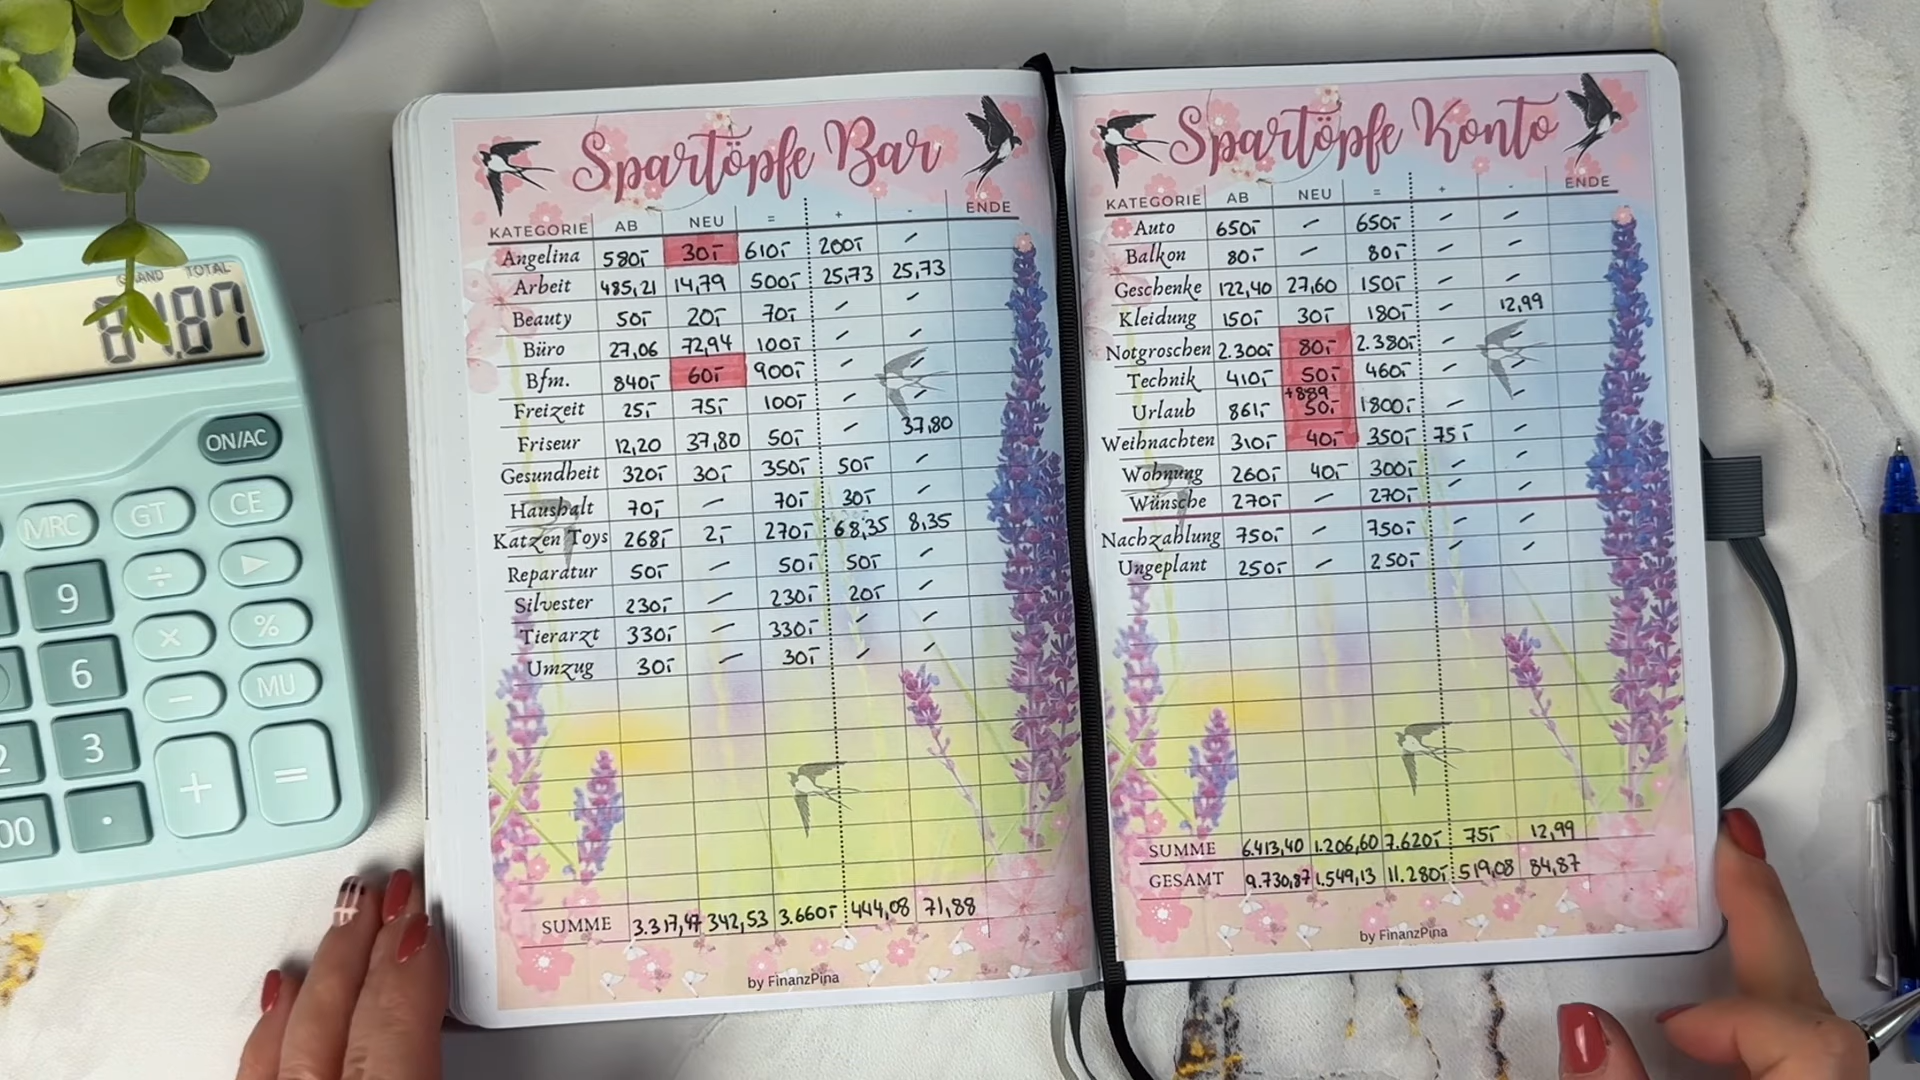 Spartöpfe Bar
KATEGORIE AB NEU = + - ENDE
Angelina 580,- 30,- 610,- 200,- -
Arbeit 485,21 14,79 500,- 25,73 25,73
Beauty 50,- 20,- 70,- - -
Büro 27,06 72,94 100,- - -
Bfm. 840,- 60,- 900,- - -
Freizeit 25,- 75,- 100,- - -
Friseur 12,20 37,80 50,- - 37,80
Gesundheit 320,- 30,- 350,- 50,- -
Haushalt 70,- - 70,- 30,- -
Katzen Toys 268,- 2,- 270,- 68,35 8,35
Reparatur 50,- - 50,- 50,- -
Silvester 230,- - 230,- 20,- -
Tierarzt 330,- - 330,- - -
Umzug 30,- - 30,- - -
SUMME 3.317,47 342,53 3.660,- 444,08 71,88
by FinanzPina
Spartöpfe Konto
KATEGORIE AB NEU = + - ENDE
Auto 650,- - 650,- - -
Balkon 80,- - 80,- - -
Geschenke 122,40 27,60 150,- - -
Kleidung 150,- 30,- 180,- - 12,99
Notgroschen 2.300,- 80,- 2.380,- - -
Technik 410,- 50,- 460,- - -
+889
Urlaub 861,- 50,- 1800,- - -
Weihnachten 310,- 40,- 350,- 75,- -
Wohnung 260,- 40,- 300,- - -
Wünsche 270,- - 270,- - -
Nachzahlung 750,- - 750,- - -
Ungeplant 250,- - 250,- - -
SUMME 6.413,40 1.206,60 7.620,- 75,- 12,99
GESAMT 9.730,87 1.549,13 11.280,- 519,08 84,87
by FinanzPina
GRAND TOTAL
84.87
ON/AC
MRC GT CE
9 ÷ ▶
6 × %
2 3 − MU
00 . + =